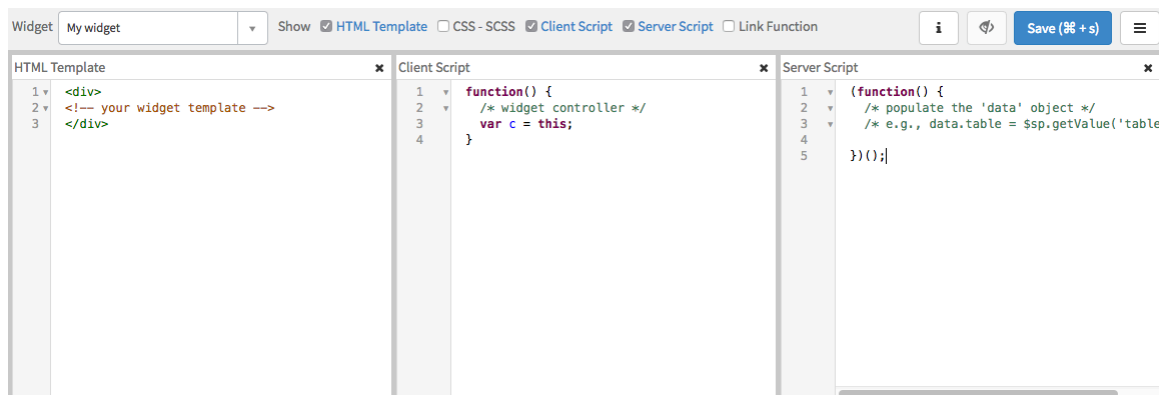 Widget My widget Show HTML Template CSS - SCSS Client Script Server Script Link Function i Save (⌘ + s)
HTML Template
1 <div>
2 <!-- your widget template -->
3 </div>
Client Script
1 function() {
2 /* widget controller */
3 var c = this;
4 }
Server Script
1 (function() {
2 /* populate the 'data' object */
3 /* e.g., data.table = $sp.getValue('table
4
5 })();